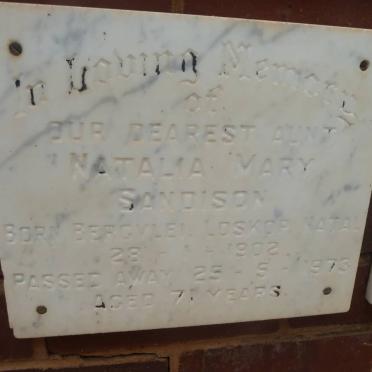 In Loving Memory
of
OUR DEAREST AUNT
NATALIA MARY
SANDISON
BORN BERGVLEI, LOSKOP, NATAL
28 - 1 - 1902
PASSED AWAY 25 - 5 - 1973
AGED 71 YEARS.